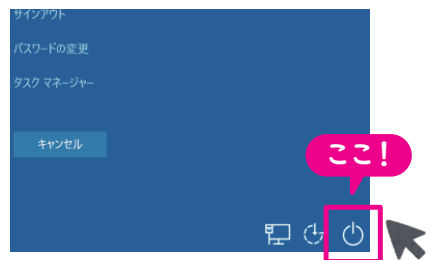 サインアウト
パスワードの変更
タスク マネージャー
キャンセル
ここ！